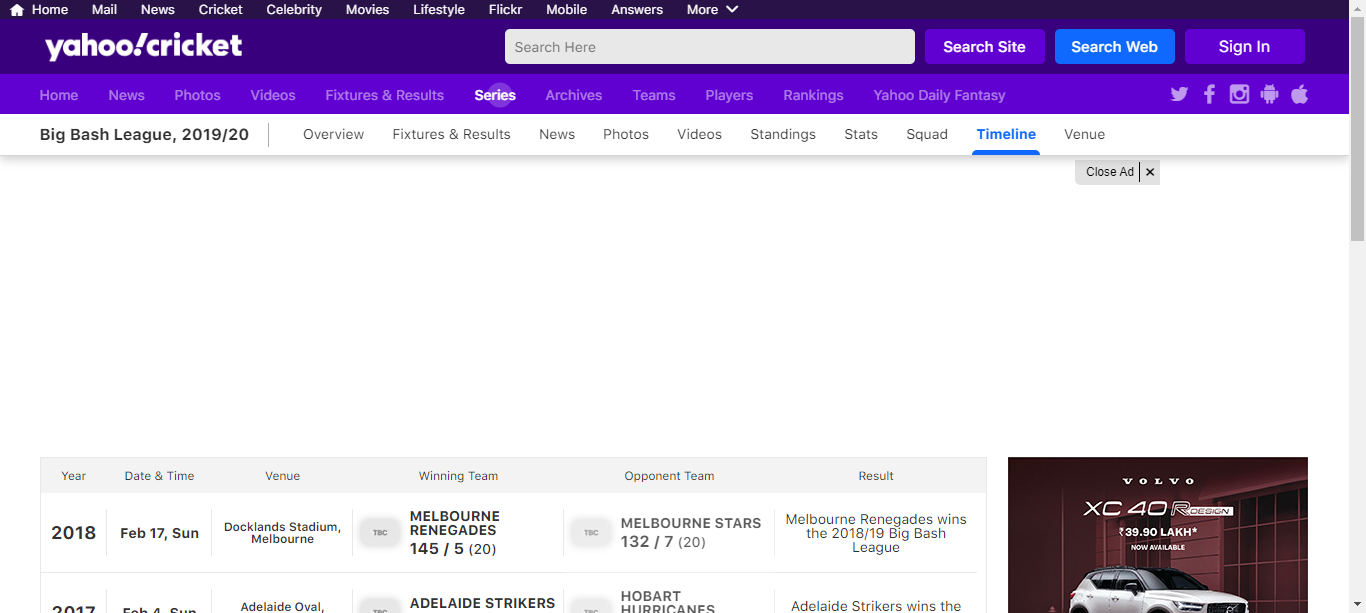 Home Mail News Cricket Celebrity Movies Lifestyle Flickr Mobile Answers More
yahoo!cricket Search Here Search Site Search Web Sign In
Home News Photos Videos Fixtures & Results Series Archives Teams Players Rankings Yahoo Daily Fantasy
Big Bash League, 2019/20 Overview Fixtures & Results News Photos Videos Standings Stats Squad Timeline Venue
Close Ad ×
Year Date & Time Venue Winning Team Opponent Team Result
2018 Feb 17, Sun
Docklands Stadium,
Melbourne
TBC
MELBOURNE
RENEGADES
145 / 5 (20)
TBC
MELBOURNE STARS
132 / 7 (20)
Melbourne Renegades wins
the 2018/19 Big Bash
League
2017 Feb 4, Sun
Adelaide Oval,
TBC
ADELAIDE STRIKERS
TBC
HOBART
HURRICANES
Adelaide Strikers wins the
VOLVO
XC 40 R DESIGN
₹39.90 LAKH*
NOW AVAILABLE